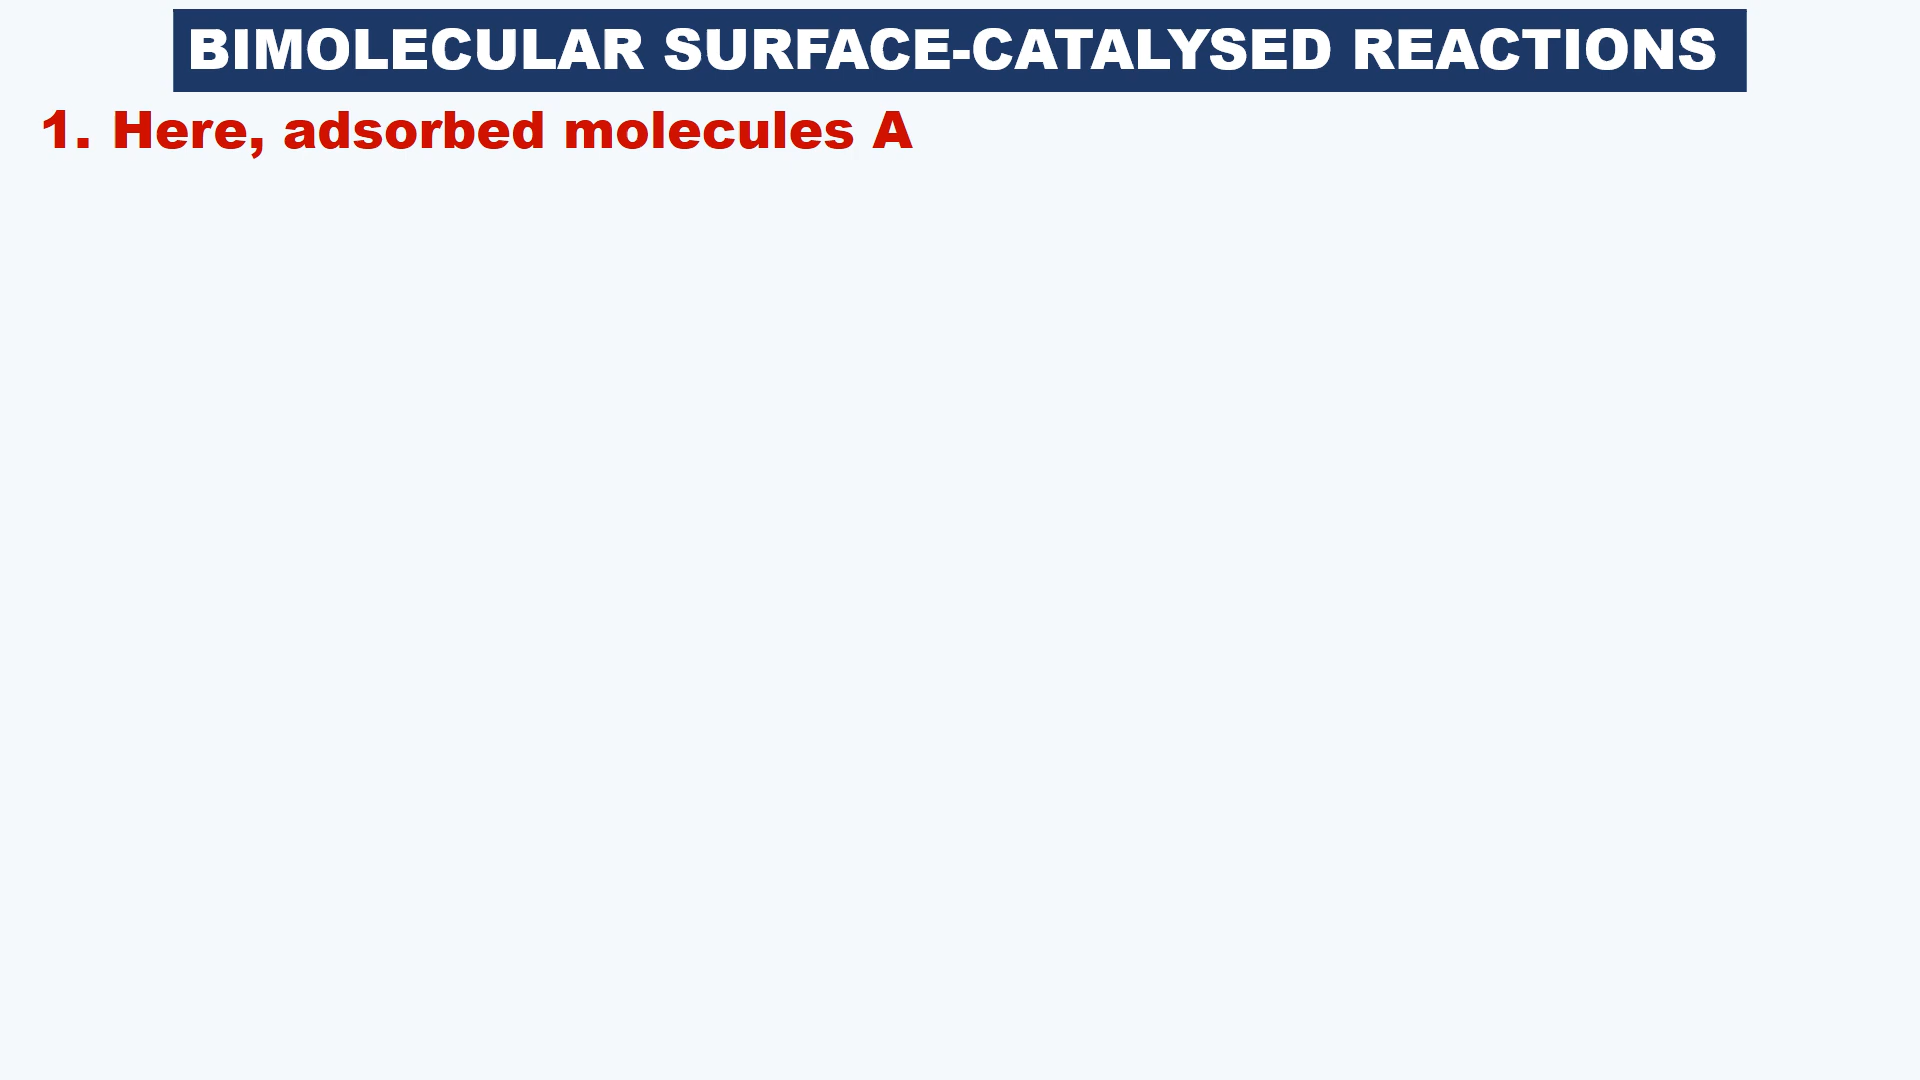 BIMOLECULAR SURFACE-CATALYSED REACTIONS
1. Here, adsorbed molecules A